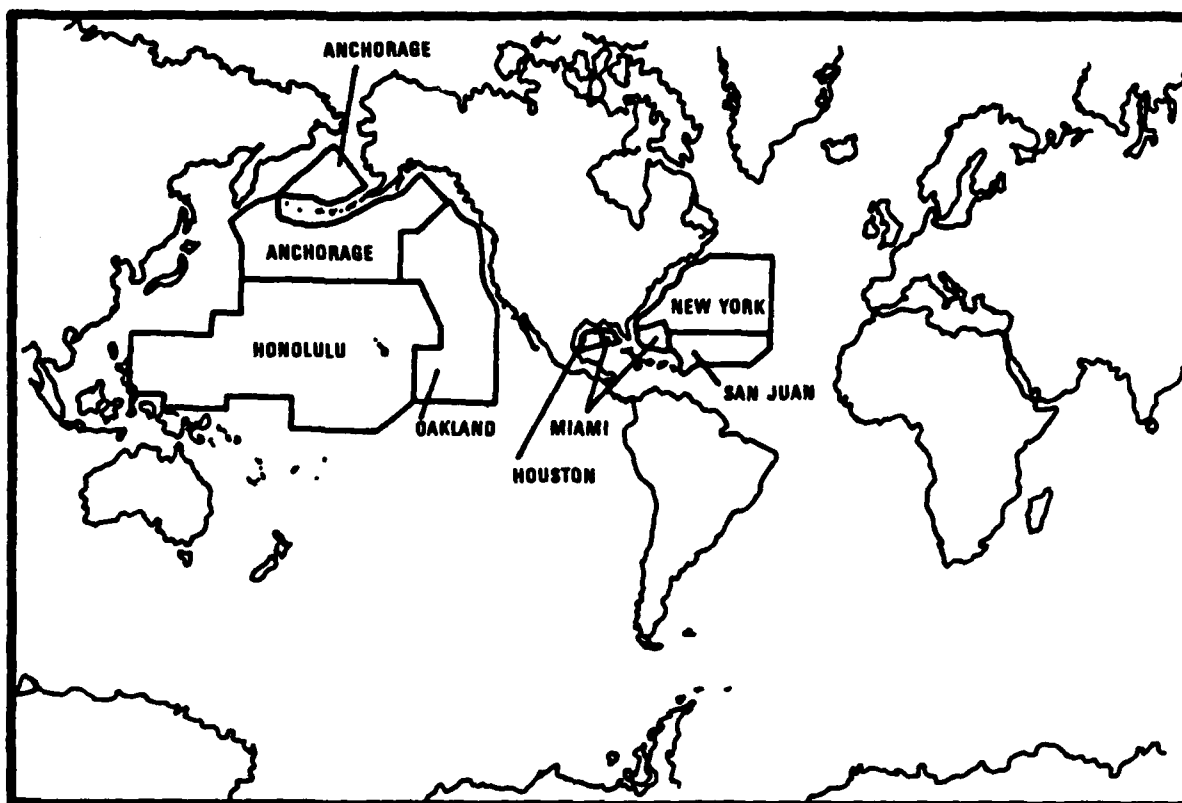 ANCHORAGE
ANCHORAGE
NEW YORK
HONOLULU
SAN JUAN
OAKLAND
MIAMI
HOUSTON